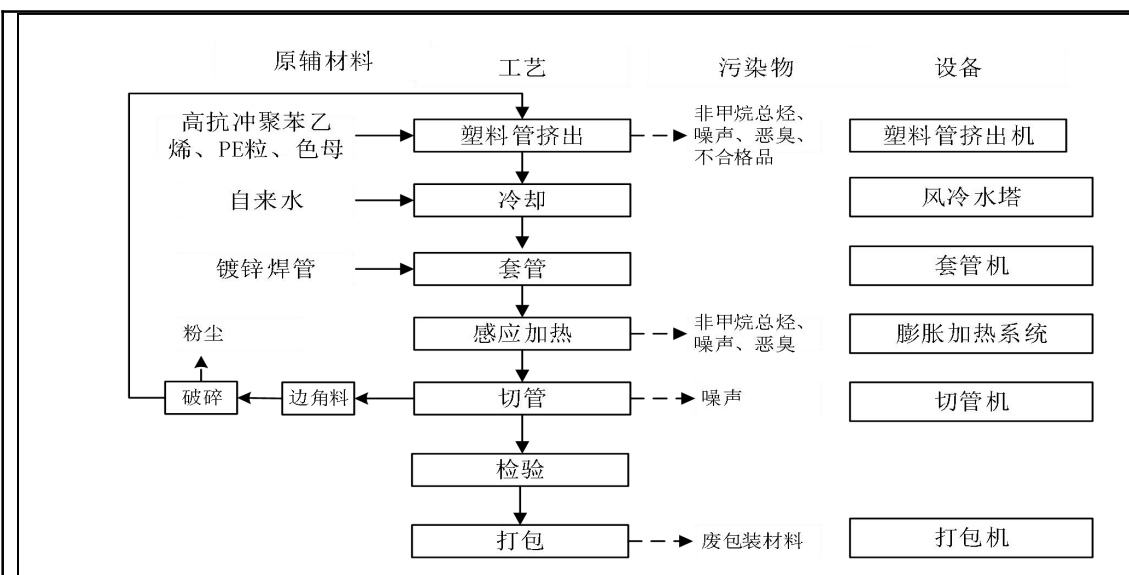 原辅材料
工艺
污染物
设备
高抗冲聚苯乙
烯、PE粒、色母
塑料管挤出
非甲烷总烃、
噪声、恶臭、
不合格品
塑料管挤出机
自来水
冷却
风冷水塔
镀锌焊管
套管
套管机
粉尘
感应加热
非甲烷总烃、
噪声、恶臭
膨胀加热系统
破碎
边角料
切管
噪声
切管机
检验
打包
废包装材料
打包机